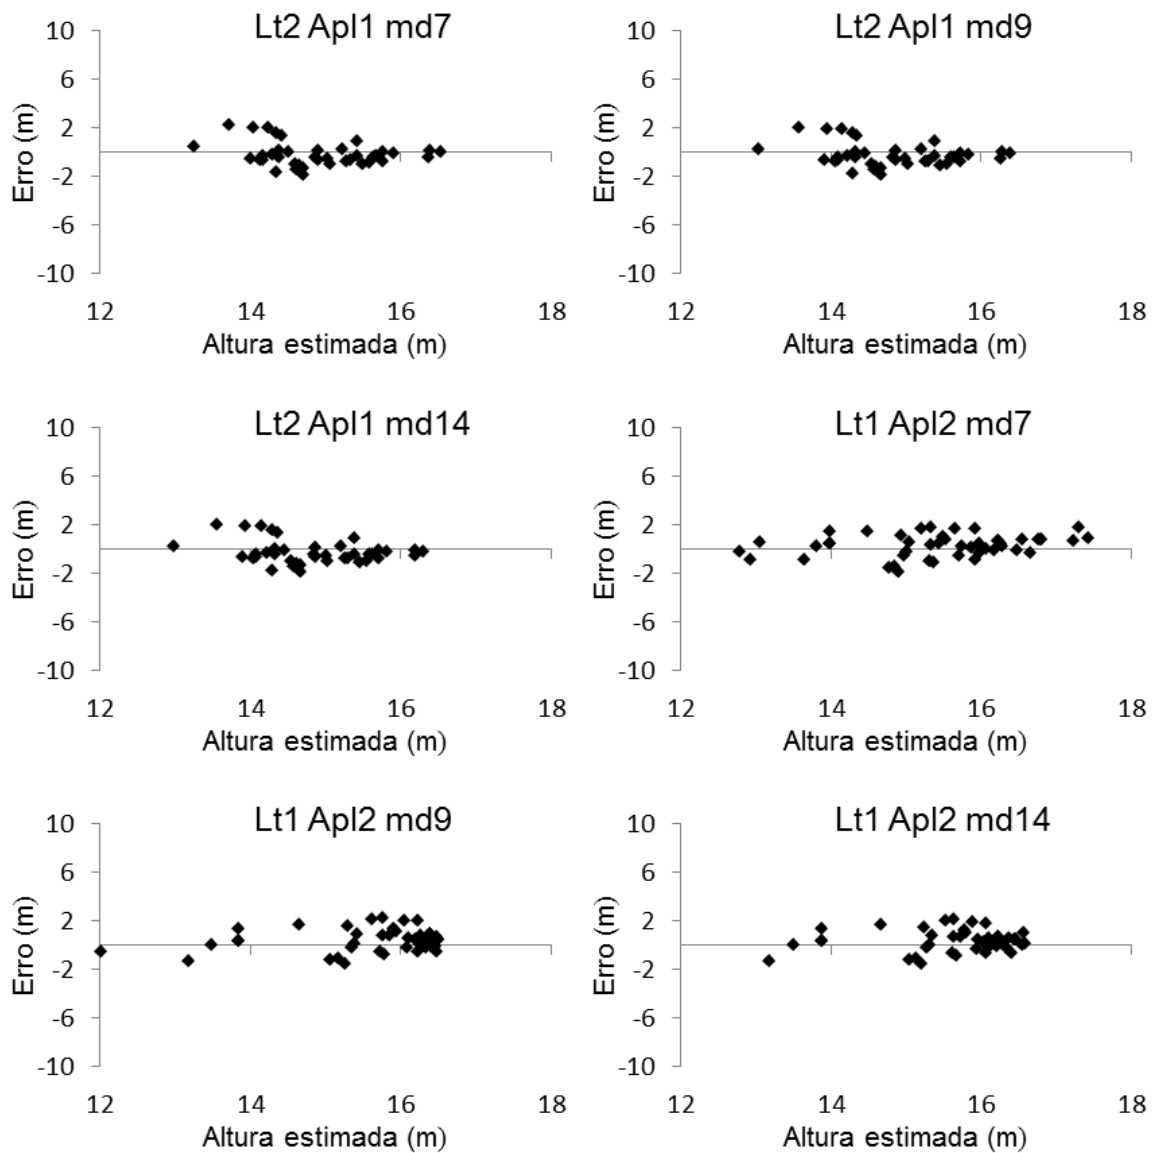 Lt2 Apl1 md7
10
6
2
-2
-6
-10
Erro (m)
12 14 16 18
Altura estimada (m)
Lt2 Apl1 md9
10
6
2
-2
-6
-10
Erro (m)
12 14 16 18
Altura estimada (m)
Lt2 Apl1 md14
10
6
2
-2
-6
-10
Erro (m)
12 14 16 18
Altura estimada (m)
Lt1 Apl2 md7
10
6
2
-2
-6
-10
Erro (m)
12 14 16 18
Altura estimada (m)
Lt1 Apl2 md9
10
6
2
-2
-6
-10
Erro (m)
12 14 16 18
Altura estimada (m)
Lt1 Apl2 md14
10
6
2
-2
-6
-10
Erro (m)
12 14 16 18
Altura estimada (m)